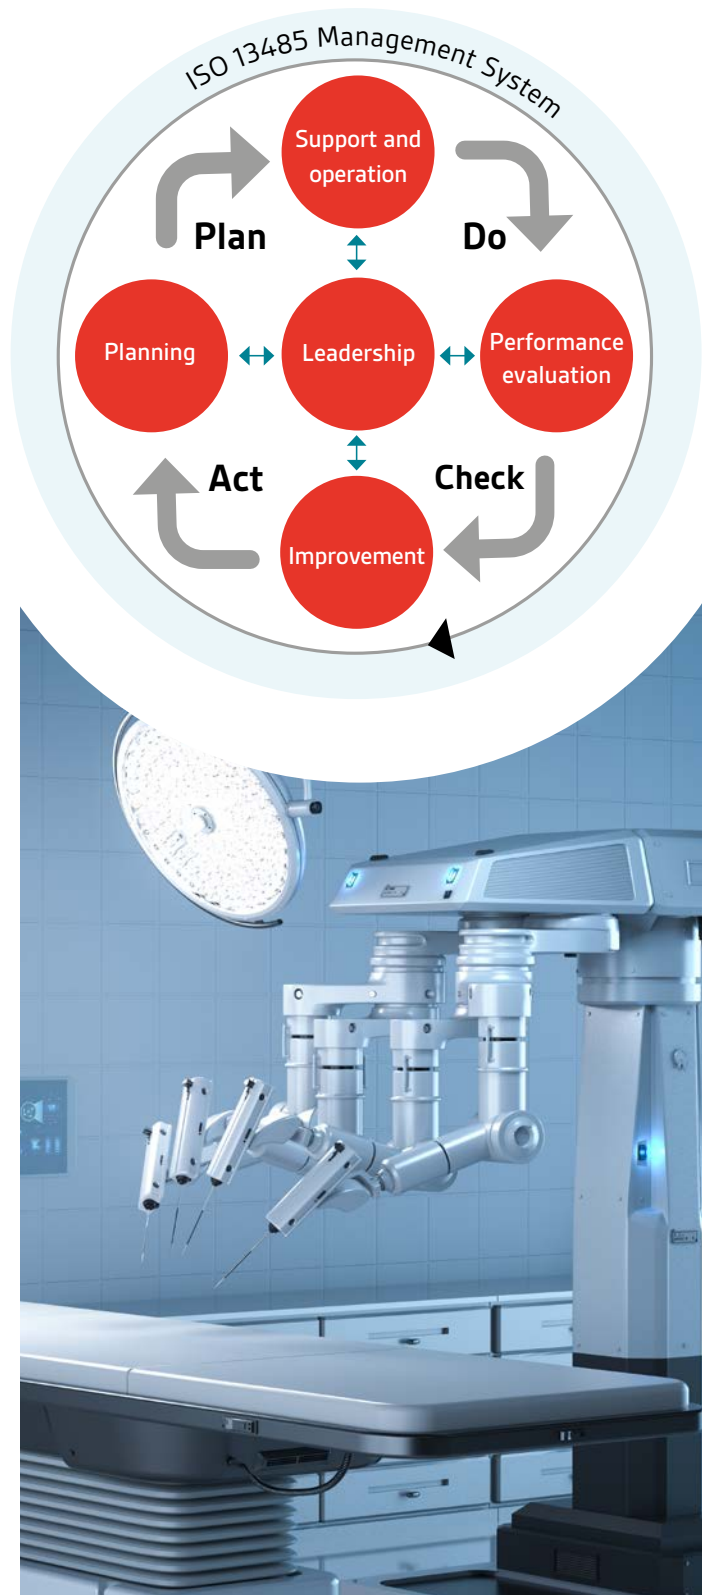 ISO 13485 Management System
Support and
operation
Plan
Do
Planning
Leadership
Performance
evaluation
Act
Check
Improvement